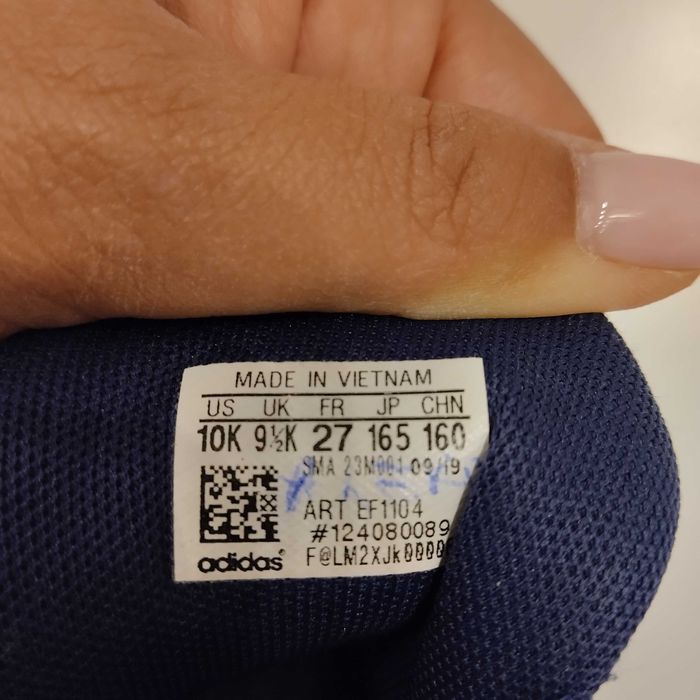 MADE IN VIETNAM
US UK FR JP CHN
10K 9½K 27 165 160
SMA 23M001 09/19
ART EF1104
#124080089
adidas F@LM2XJk0000